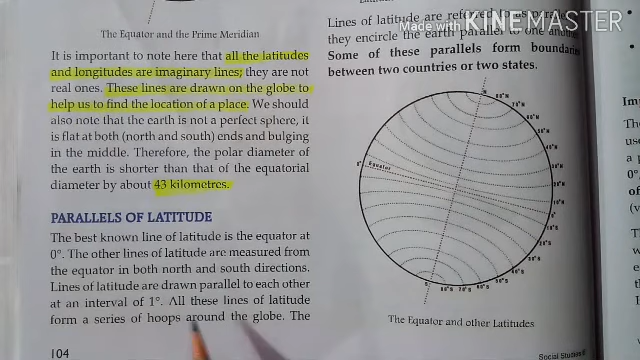 Made with KINEMASTER
The Equator and the Prime Meridian
It is important to note here that all the latitudes
and longitudes are imaginary lines; they are not
real ones. These lines are drawn on the globe to
help us to find the location of a place. We should
also note that the earth is not a perfect sphere, it
is flat at both (north and south) ends and bulging
in the middle. Therefore, the polar diameter of
the earth is shorter than that of the equatorial
diameter by about 43 kilometres.
PARALLELS OF LATITUDE
The best known line of latitude is the equator at
0°. The other lines of latitude are measured from
the equator in both north and south directions.
Lines of latitude are drawn parallel to each other
at an interval of 1°. All these lines of latitude
form a series of hoops around the globe. The
104
Lines of latitude are referred to as
they encircle the earth parallel to one
Some of these parallels form boundaries
between two countries or two states.
N
80°N
0°
Equator
0°
S
The Equator and other Latitudes
Social Studies